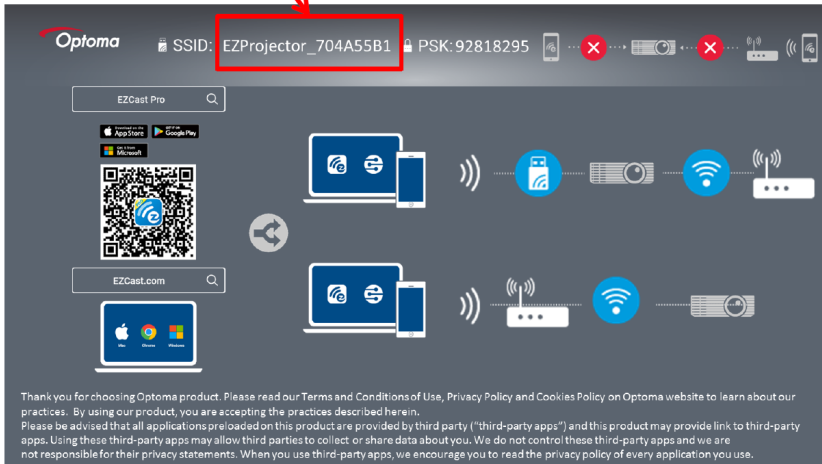 Optoma SSID: EZProjector_704A55B1 PSK: 92818295
EZCast Pro
Download on the App Store GET IT ON Google Play
Get it from Microsoft
EZCast.com
Mac Chrome Windows
Thank you for choosing Optoma product. Please read our Terms and Conditions of Use, Privacy Policy and Cookies Policy on Optoma website to learn about our
practices. By using our product, you are accepting the practices described herein.
Please be advised that all applications preloaded on this product are provided by third party ("third-party apps") and this product may provide link to third-party
apps. Using these third-party apps may allow third parties to collect or share data about you. We do not control these third-party apps and we are
not responsible for their privacy statements. When you use third-party apps, we encourage you to read the privacy policy of every application you use.